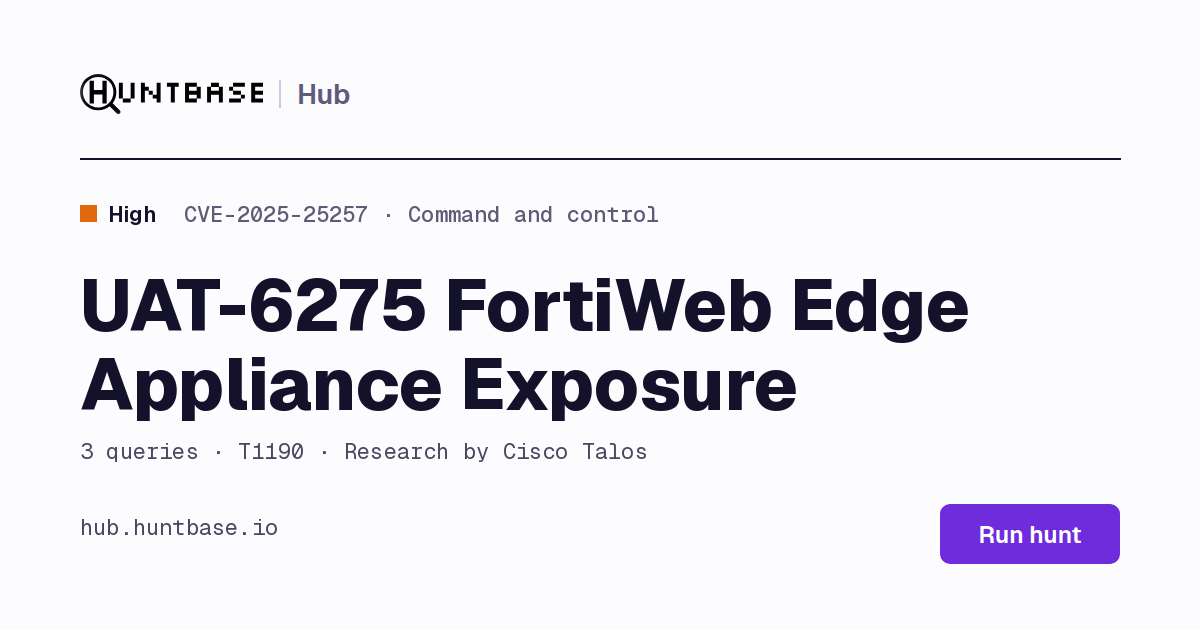 HUNTBASE | Hub
High CVE-2025-25257 · Command and control
UAT-6275 FortiWeb Edge
Appliance Exposure
3 queries · T1190 · Research by Cisco Talos
hub.huntbase.io
Run hunt